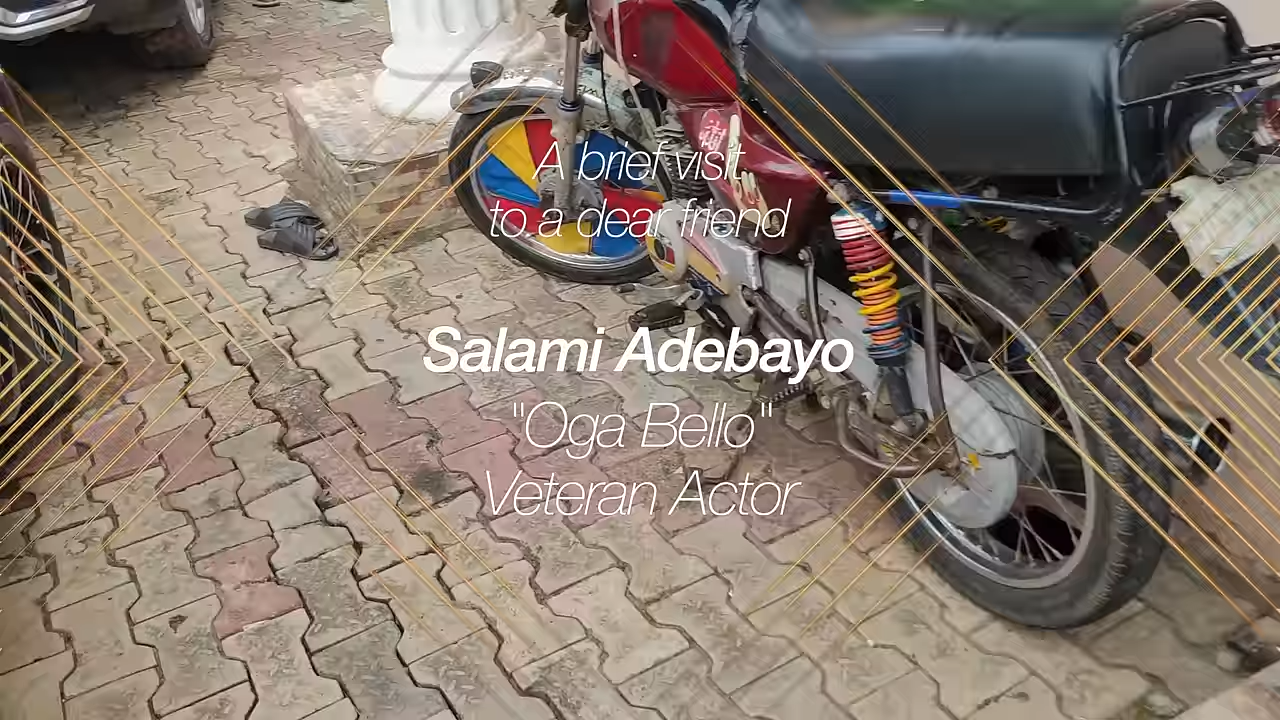 A brief visit
to a dear friend
Salami Adebayo
"Oga Bello"
Veteran Actor